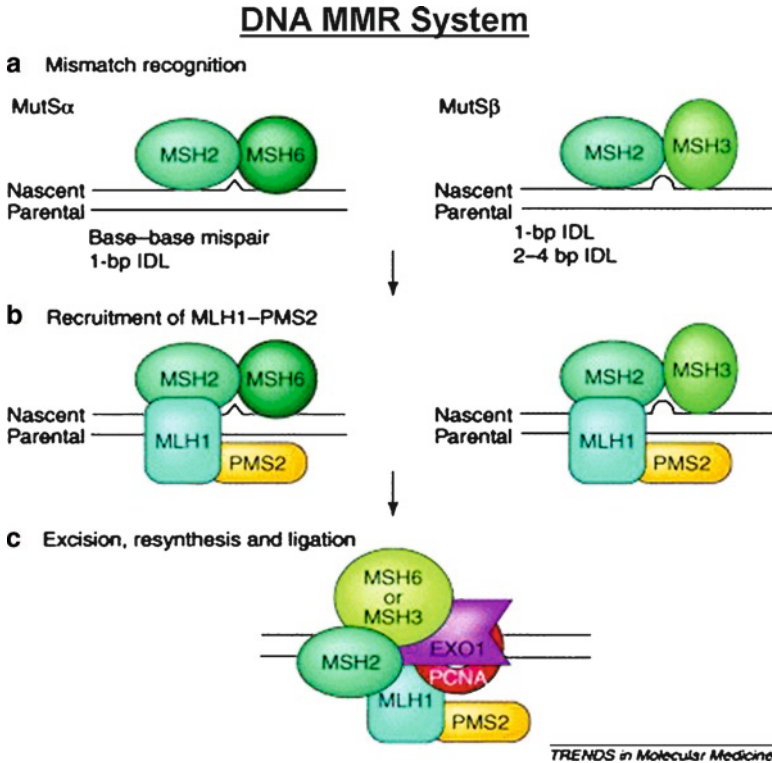 DNA MMR System
a Mismatch recognition
MutSα
MutSβ
MSH2
MSH6
MSH2
MSH3
Nascent
Parental
Nascent
Parental
Base–base mispair
1-bp IDL
1-bp IDL
2–4 bp IDL
b Recruitment of MLH1–PMS2
MSH2
MSH6
MSH2
MSH3
Nascent
Parental
Nascent
Parental
MLH1
PMS2
MLH1
PMS2
c Excision, resynthesis and ligation
MSH6
or
MSH3
MSH2
EXO1
PCNA
MLH1
PMS2
TRENDS in Molecular Medicine